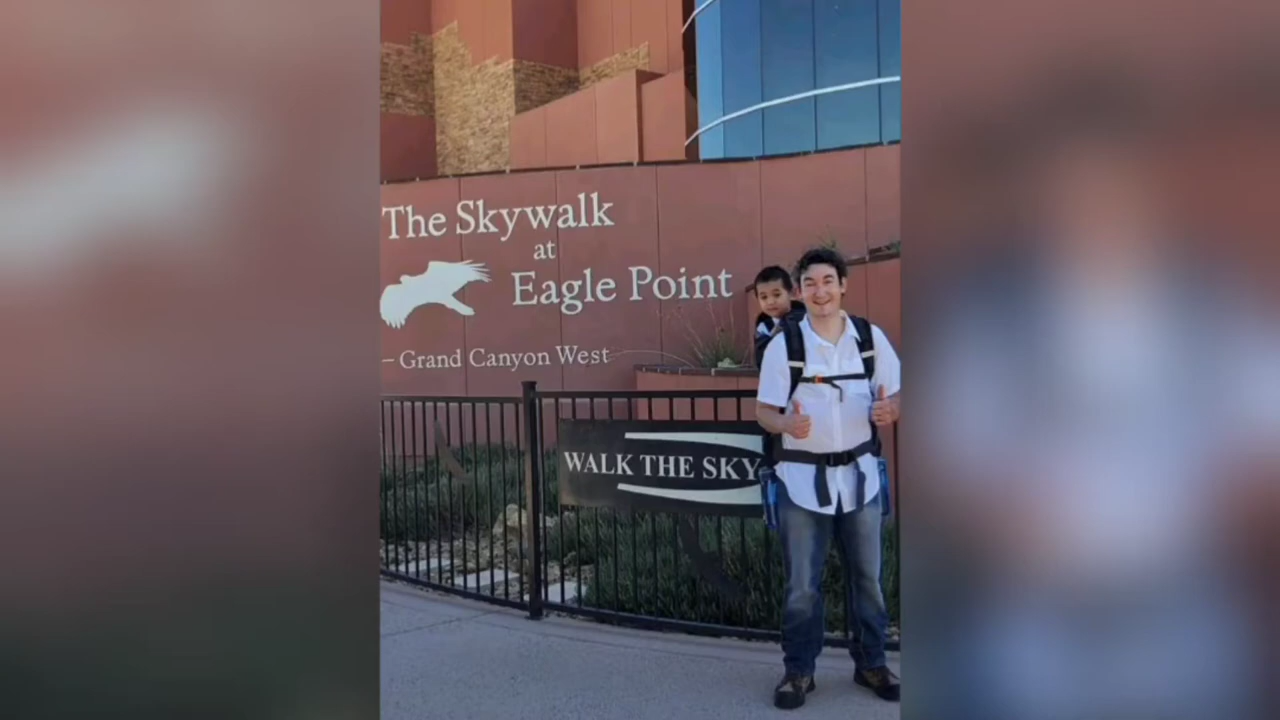 The Skywalk
at
Eagle Point
– Grand Canyon West
WALK THE SKY